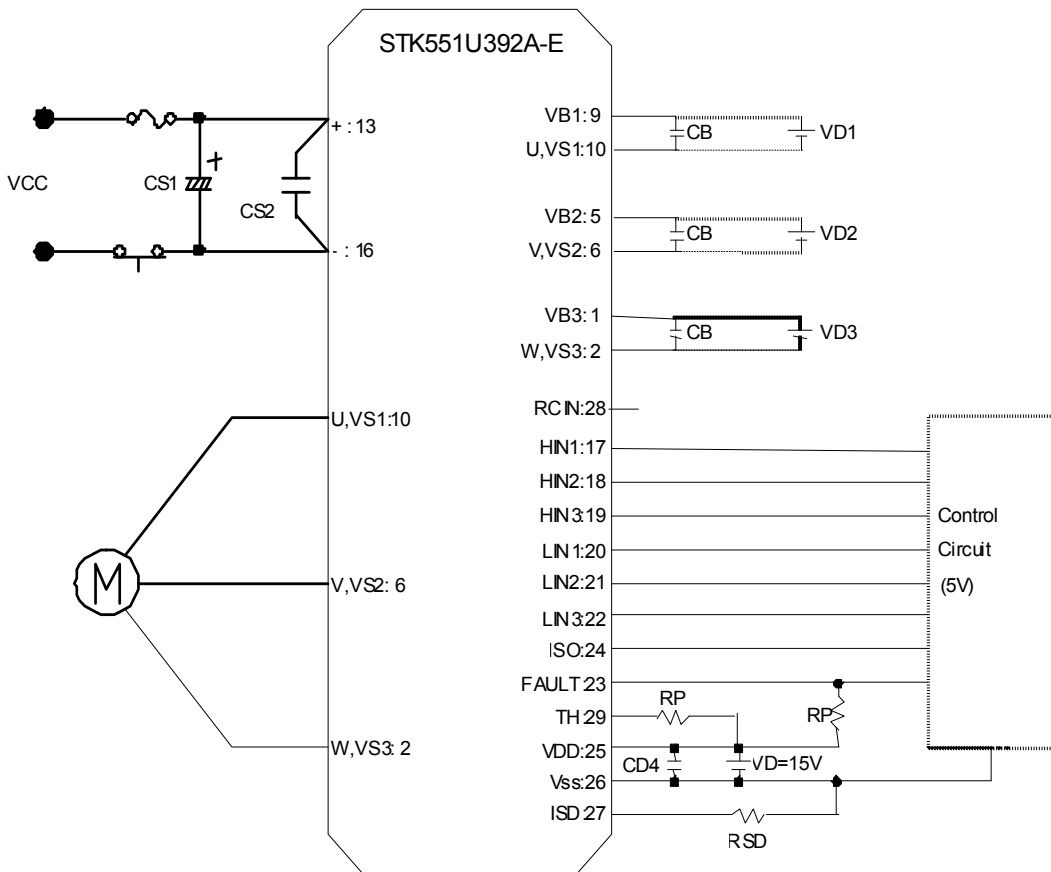 STK551U392A-E
VCC
CS1
+
CS2
+ : 13
- : 16
U,VS1:10
M
V,VS2: 6
W,VS3: 2
VB1: 9
U,VS1:10
CB
VD1
VB2: 5
V,VS2: 6
CB
VD2
VB3: 1
W,VS3: 2
CB
VD3
RCIN:28
HIN1:17
HIN2:18
HIN3:19
LIN1:20
LIN2:21
LIN3:22
ISO:24
FAULT:23
TH:29
VDD:25
Vss:26
ISD:27
RP
RP
CD4
VD=15V
RSD
Control
Circuit
(5V)